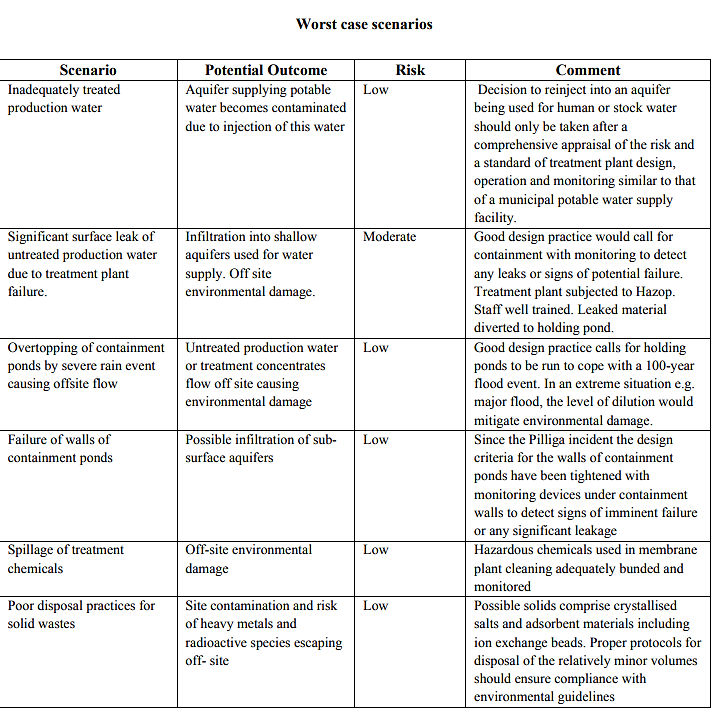 Worst case scenarios
Scenario
Potential Outcome
Risk
Comment
Inadequately treated
production water
Aquifer supplying potable
water becomes contaminated
due to injection of this water
Low
Decision to reinject into an aquifer
being used for human or stock water
should only be taken after a
comprehensive appraisal of the risk and
a standard of treatment plant design,
operation and monitoring similar to that
of a municipal potable water supply
facility.
Significant surface leak of
untreated production water
due to treatment plant
failure.
Infiltration into shallow
aquifers used for water
supply. Off site
environmental damage.
Moderate
Good design practice would call for
containment with monitoring to detect
any leaks or signs of potential failure.
Treatment plant subjected to Hazop.
Staff well trained. Leaked material
diverted to holding pond.
Overtopping of containment
ponds by severe rain event
causing offsite flow
Untreated production water
or treatment concentrates
flow off site causing
environmental damage
Low
Good design practice calls for holding
ponds to be run to cope with a 100-year
flood event. In an extreme situation e.g.
major flood, the level of dilution would
mitigate environmental damage.
Failure of walls of
containment ponds
Possible infiltration of sub-
surface aquifers
Low
Since the Pilliga incident the design
criteria for the walls of containment
ponds have been tightened with
monitoring devices under containment
walls to detect signs of imminent failure
or any significant leakage
Spillage of treatment
chemicals
Off-site environmental
damage
Low
Hazardous chemicals used in membrane
plant cleaning adequately bunded and
monitored
Poor disposal practices for
solid wastes
Site contamination and risk
of heavy metals and
radioactive species escaping
off- site
Low
Possible solids comprise crystallised
salts and adsorbent materials including
ion exchange beads. Proper protocols for
disposal of the relatively minor volumes
should ensure compliance with
environmental guidelines